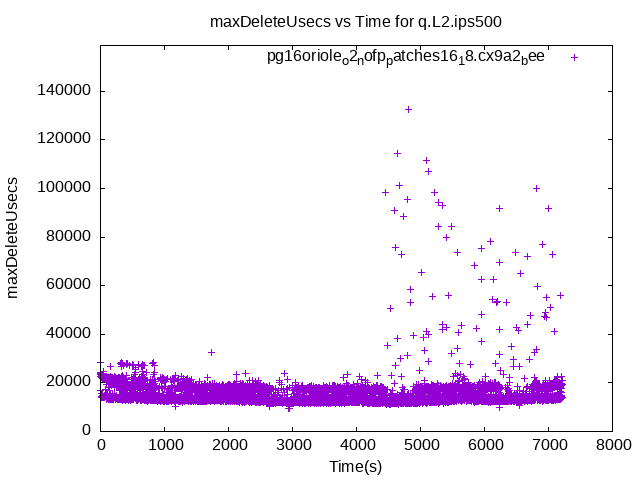 maxDeleteUsecs vs Time for q.L2.ips500
pg16oriole_o2_nofp_patches16_18.cx9a2_bee
140000
120000
100000
80000
60000
40000
20000
0
maxDeleteUsecs
0 1000 2000 3000 4000 5000 6000 7000 8000
Time(s)